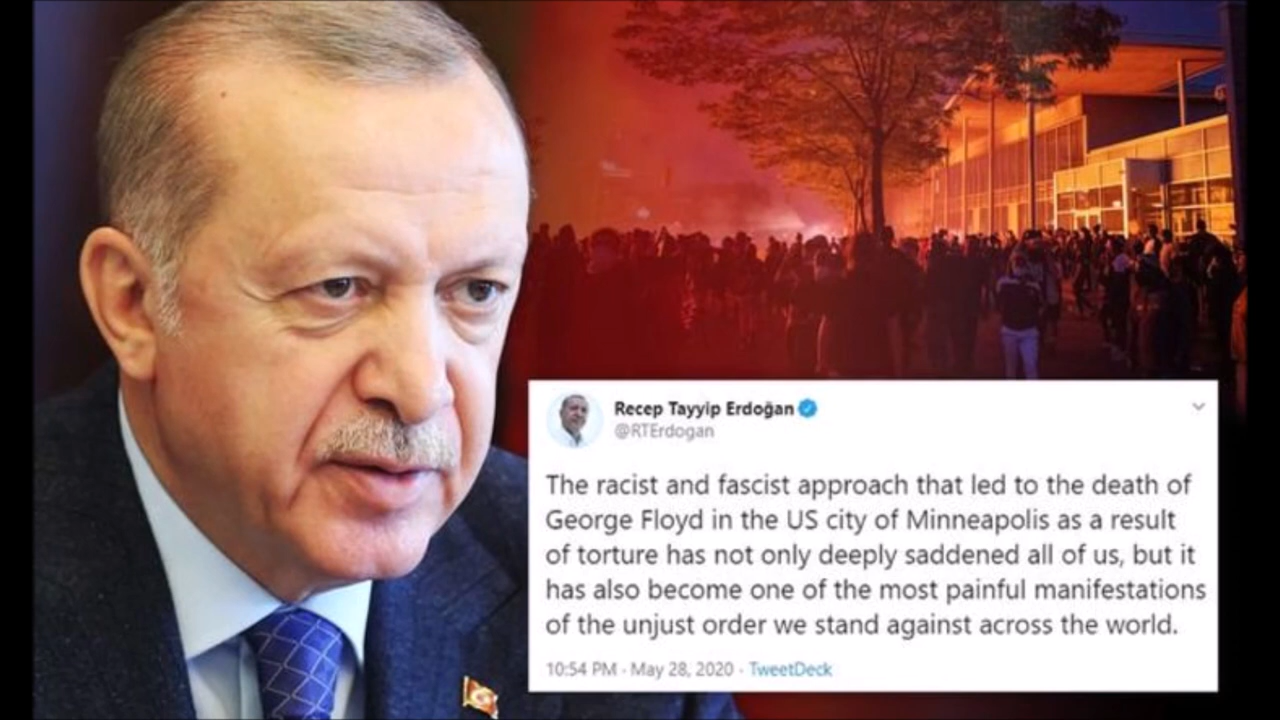 Recep Tayyip Erdoğan
@RTErdogan
The racist and fascist approach that led to the death of
George Floyd in the US city of Minneapolis as a result
of torture has not only deeply saddened all of us, but it
has also become one of the most painful manifestations
of the unjust order we stand against across the world.
10:54 PM · May 28, 2020 · TweetDeck